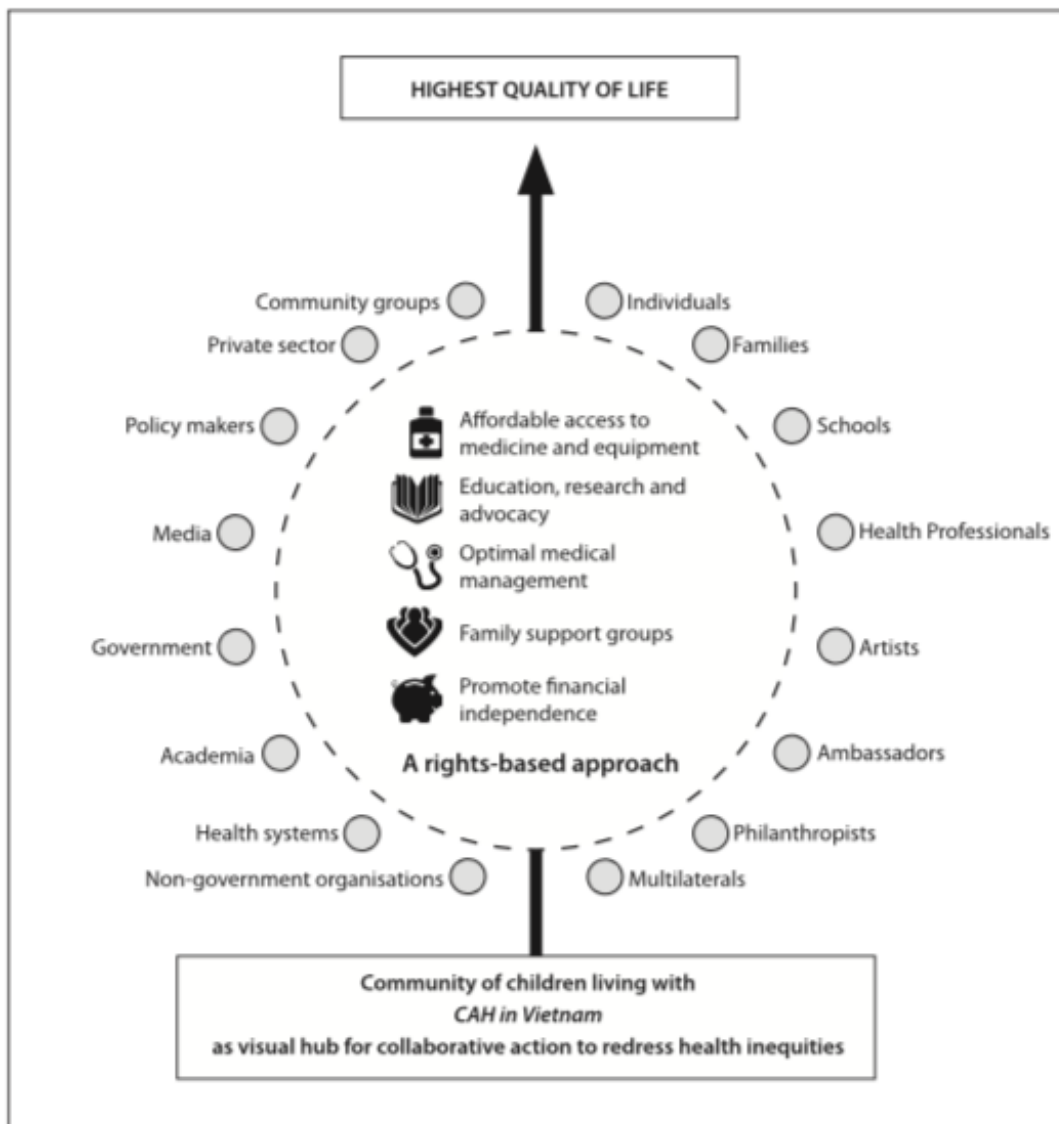 HIGHEST QUALITY OF LIFE
Community groups
Individuals
Private sector
Families
Policy makers
Schools
Media
Health Professionals
Government
Artists
Academia
Ambassadors
Health systems
Philanthropists
Non-government organisations
Multilaterals
Affordable access to
medicine and equipment
Education, research and
advocacy
Optimal medical
management
Family support groups
Promote financial
independence
A rights-based approach
Community of children living with
CAH in Vietnam
as visual hub for collaborative action to redress health inequities